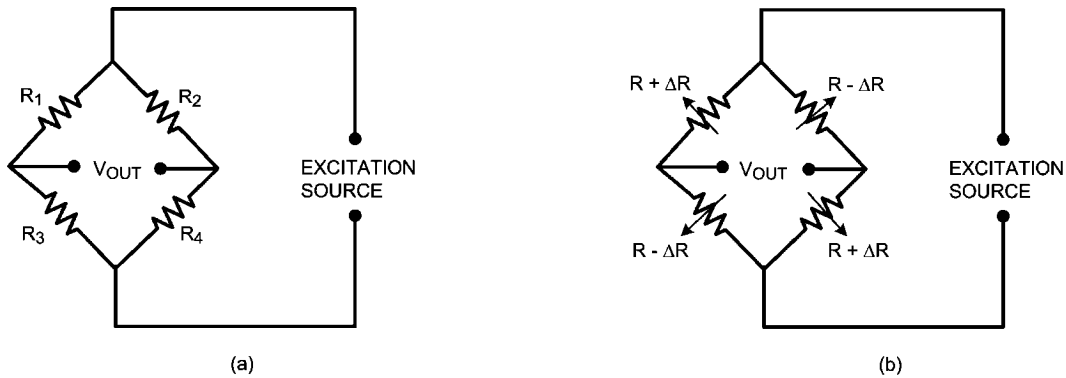 R1
R2
VOUT
R3
R4
EXCITATION
SOURCE
(a)
R + ΔR
R - ΔR
VOUT
R - ΔR
R + ΔR
EXCITATION
SOURCE
(b)